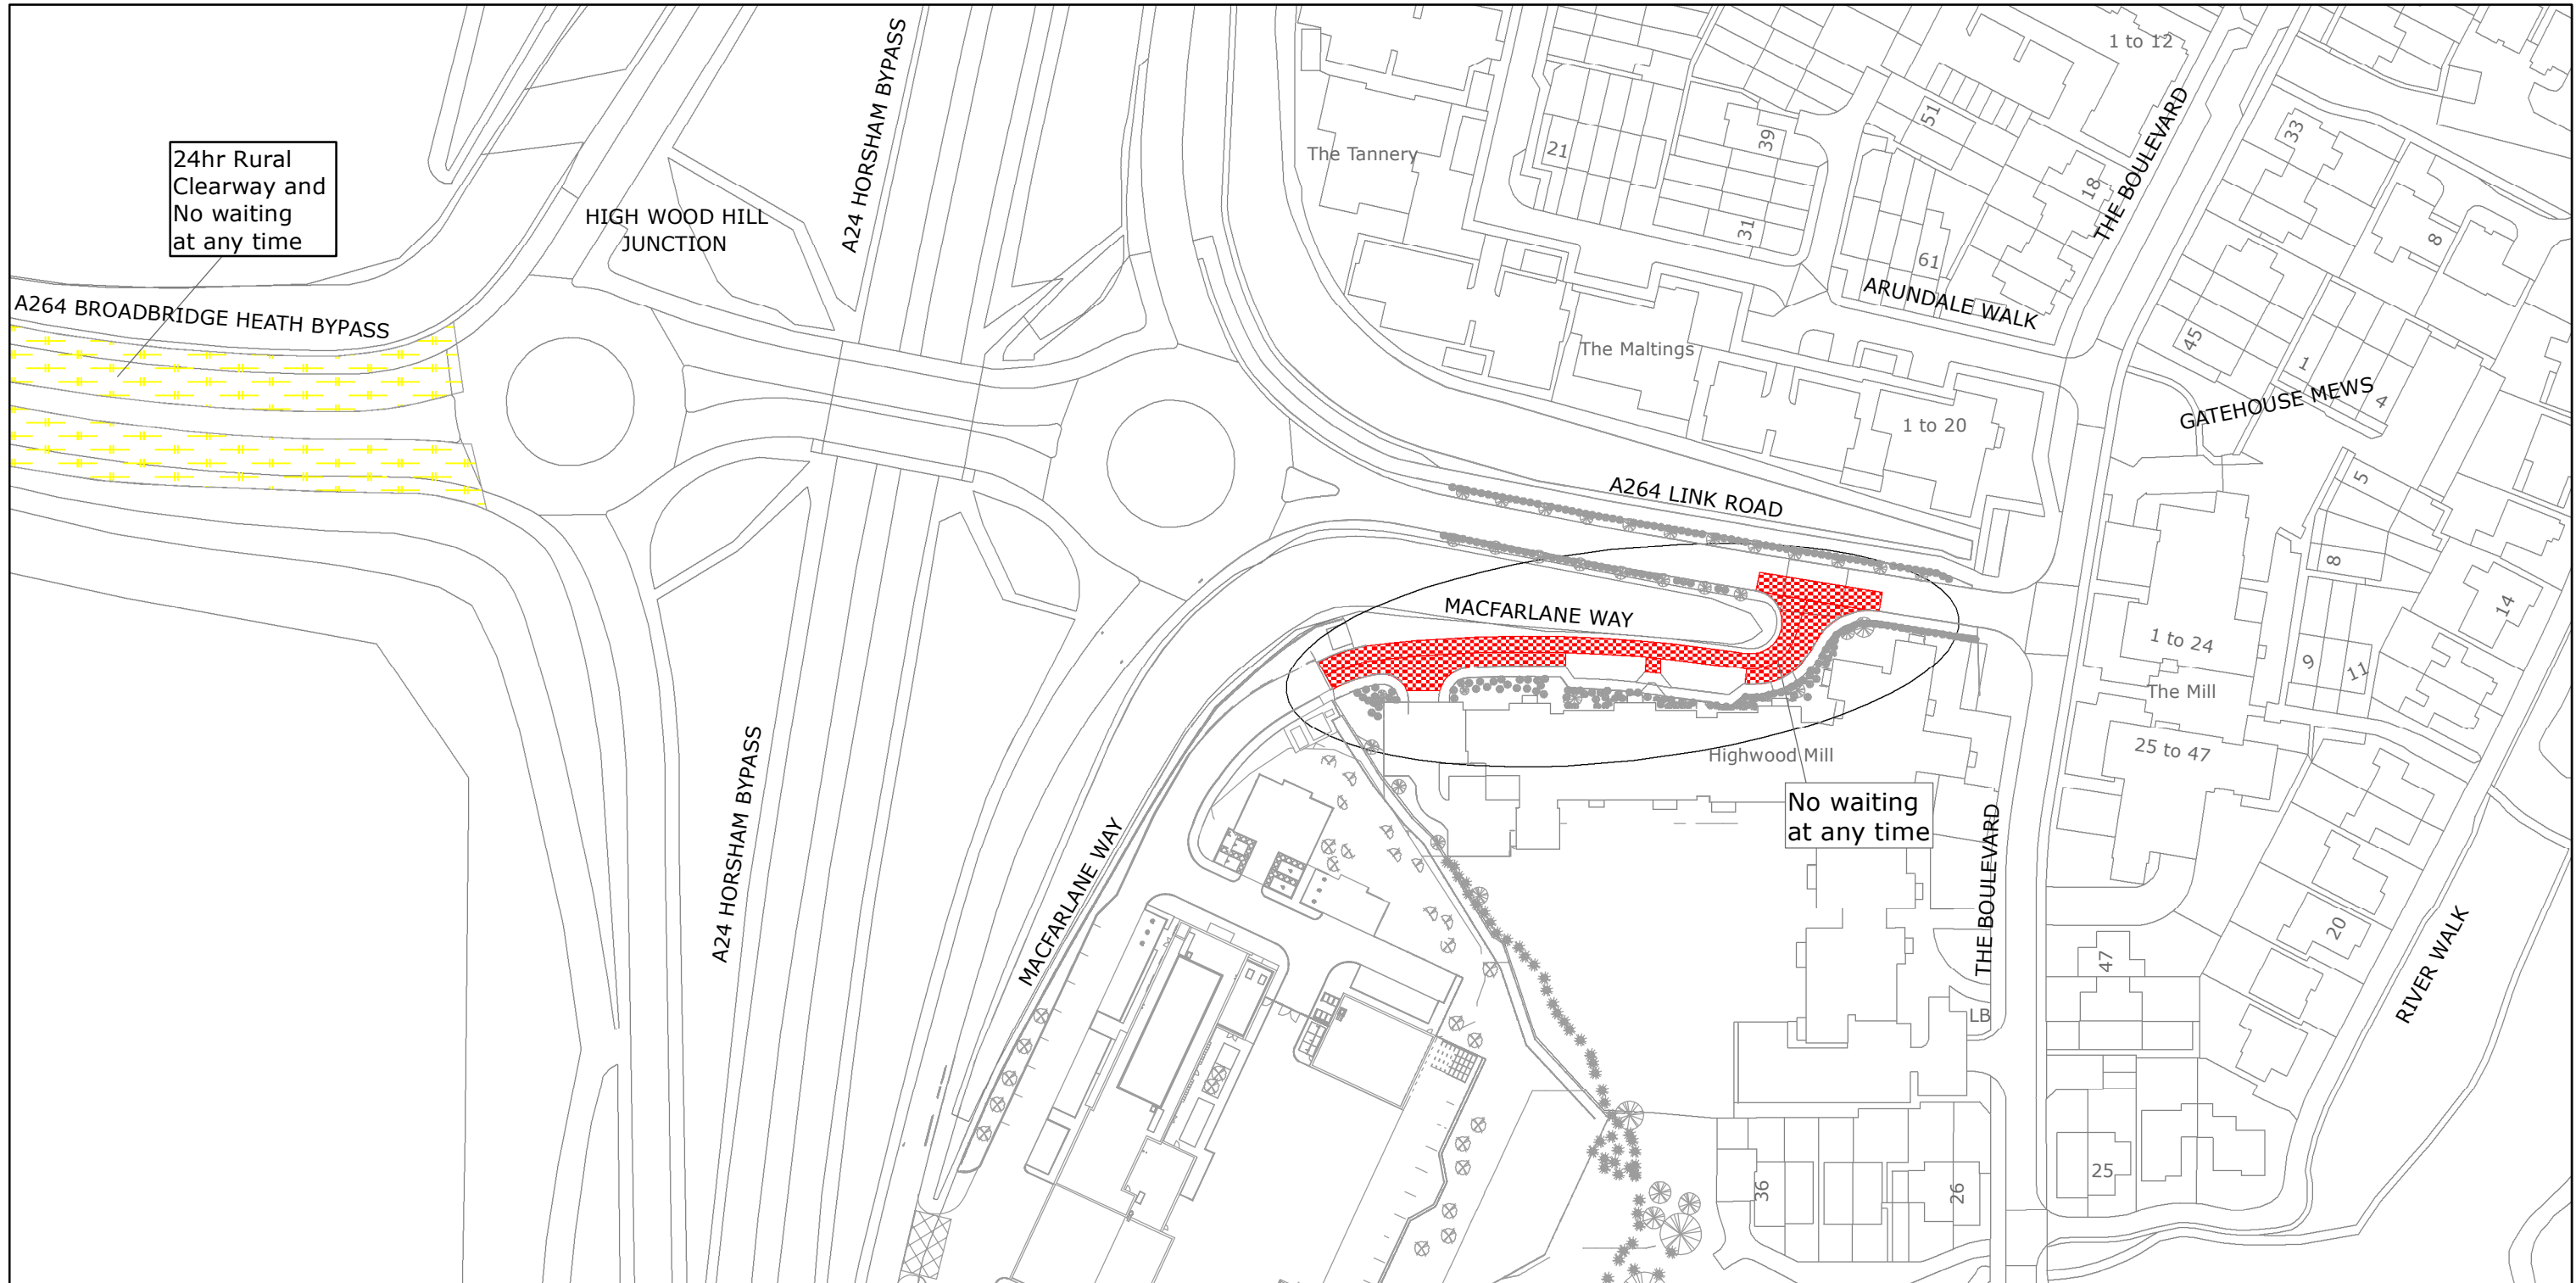 1 to 12
A24 HORSHAM BYPASS
24hr Rural
Clearway and
No waiting
at any time
HIGH WOOD HILL
JUNCTION
The Tannery
21
39
31
51
61
18
THE BOULEVARD
33
8
A264 BROADBRIDGE HEATH BYPASS
ARUNDALE WALK
The Maltings
45
1
4
GATEHOUSE MEWS
1 to 20
5
A264 LINK ROAD
8
14
MACFARLANE WAY
1 to 24
9
11
The Mill
Highwood Mill
25 to 47
No waiting
at any time
A24 HORSHAM BYPASS
MACFARLANE WAY
THE BOULEVARD
47
20
RIVER WALK
LB
36
26
25